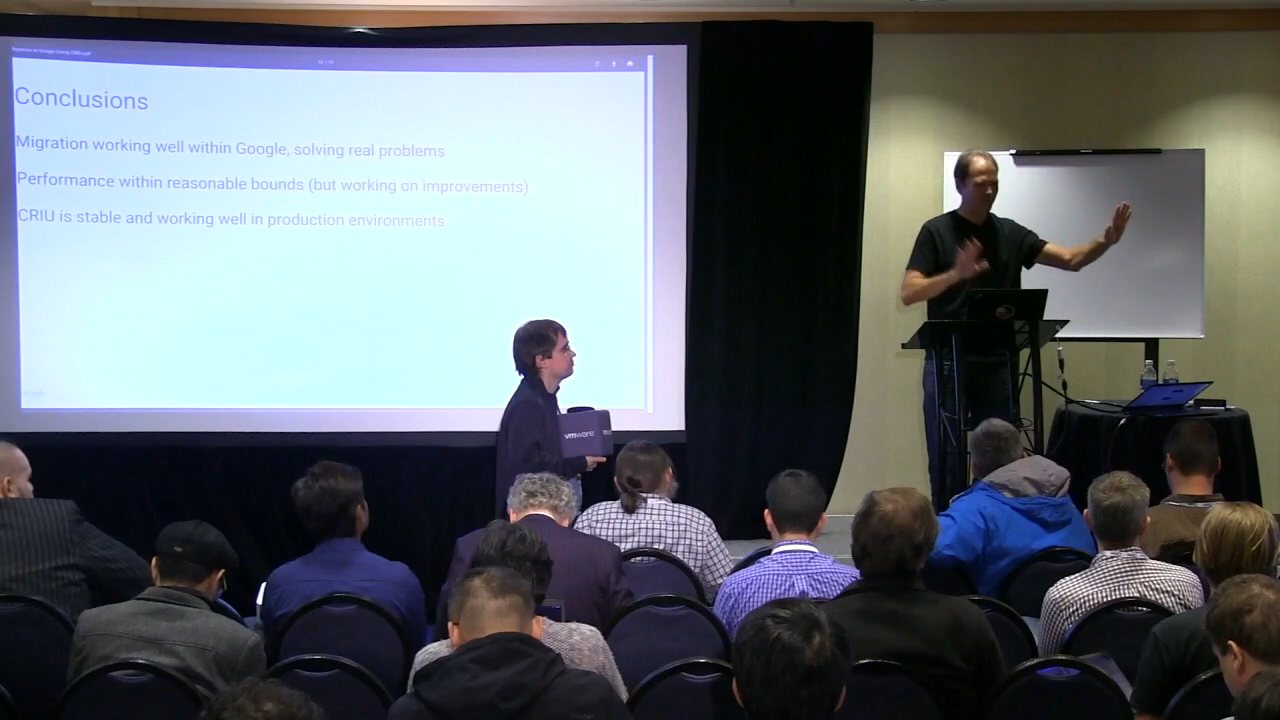 Conclusions
Migration working well within Google, solving real problems
Performance within reasonable bounds (but working on improvements)
CRIU is stable and working well in production environments
vmware